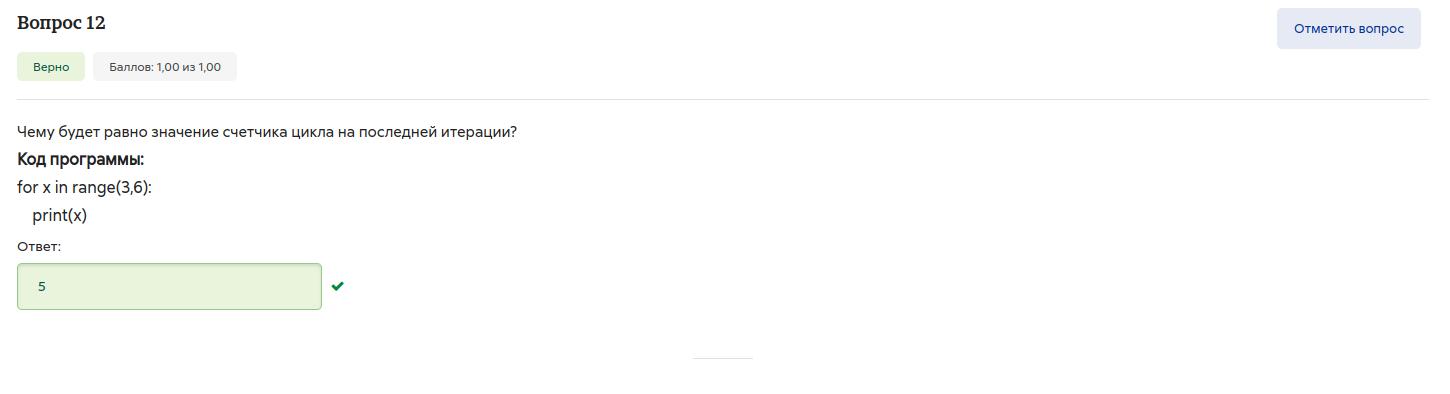 Вопрос 12
Отметить вопрос
Верно
Баллов: 1,00 из 1,00
Чему будет равно значение счетчика цикла на последней итерации?
Код программы:
for x in range(3,6):
print(x)
Ответ:
5